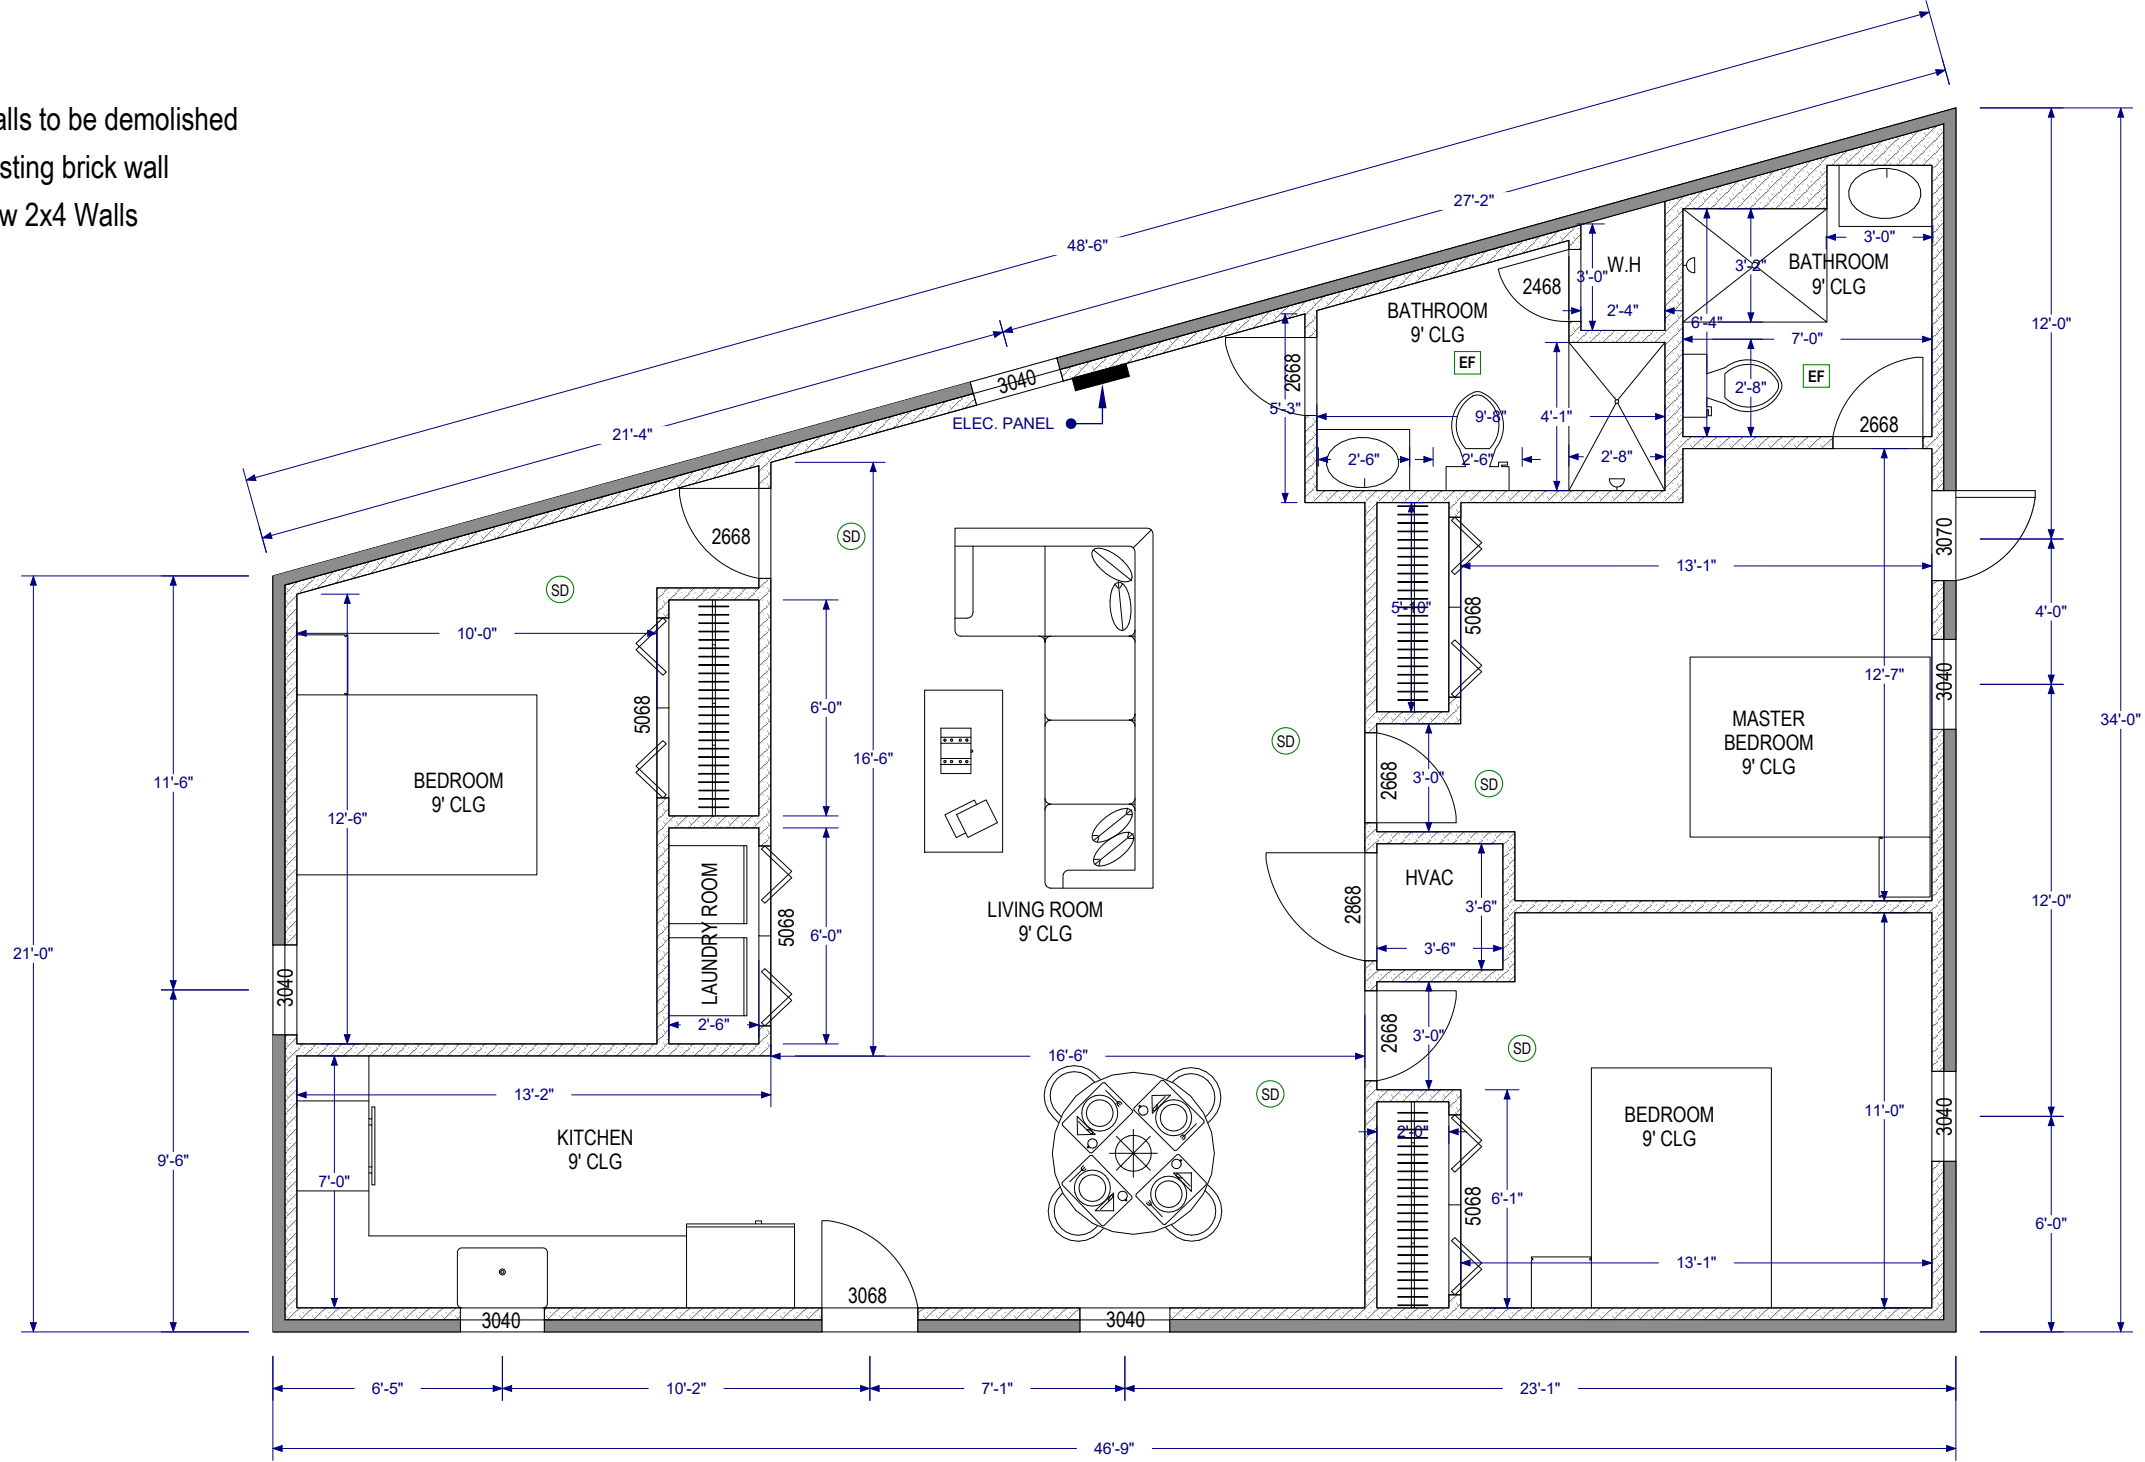 alls to be demolished
sting brick wall
w 2x4 Walls
48'-6"
27'-2"
21'-4"
3040
ELEC. PANEL
W.H
3'-0"
2'-4"
2468
BATHROOM
9' CLG
EF
2668
5'-3"
9'-8"
4'-1"
2'-6"
2'-6"
2'-8"
3'-0"
BATHROOM
9' CLG
3'-2"
6'-4"
7'-0"
2'-8"
EF
2668
12'-0"
4'-0"
12'-0"
6'-0"
34'-0"
3070
3040
3040
2668
SD
SD
10'-0"
5068
6'-0"
BEDROOM
9' CLG
12'-6"
11'-6"
21'-0"
9'-6"
3040
LAUNDRY ROOM
2'-6"
5068
6'-0"
16'-6"
LIVING ROOM
9' CLG
16'-6"
SD
SD
5'-10"
5068
13'-1"
12'-7"
MASTER
BEDROOM
9' CLG
2668
3'-0"
SD
HVAC
2868
3'-6"
3'-6"
2668
3'-0"
SD
2'-0"
5068
6'-1"
BEDROOM
9' CLG
11'-0"
13'-1"
13'-2"
KITCHEN
9' CLG
7'-0"
3040
3068
3040
6'-5"
10'-2"
7'-1"
23'-1"
46'-9"